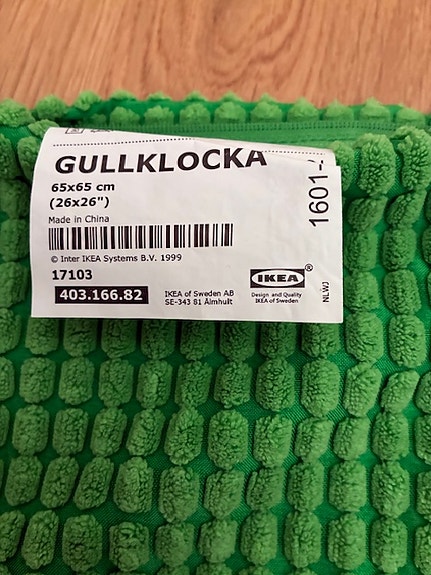 GULLKLOCKA
65x65 cm
(26x26")
Made in China
© Inter IKEA Systems B.V. 1999
17103
403.166.82
IKEA of Sweden AB
SE-343 81 Älmhult
IKEA®
Design and Quality
IKEA of Sweden
1601-
NLWJ